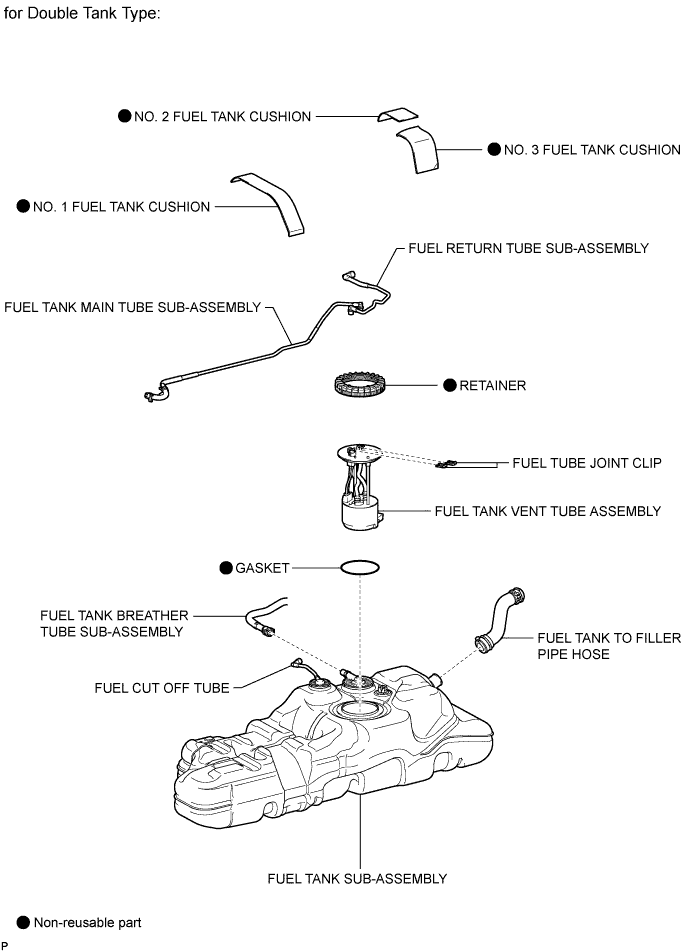 for Double Tank Type:
NO. 2 FUEL TANK CUSHION
NO. 3 FUEL TANK CUSHION
NO. 1 FUEL TANK CUSHION
FUEL RETURN TUBE SUB-ASSEMBLY
FUEL TANK MAIN TUBE SUB-ASSEMBLY
RETAINER
FUEL TUBE JOINT CLIP
FUEL TANK VENT TUBE ASSEMBLY
GASKET
FUEL TANK BREATHER
TUBE SUB-ASSEMBLY
FUEL TANK TO FILLER
PIPE HOSE
FUEL CUT OFF TUBE
FUEL TANK SUB-ASSEMBLY
Non-reusable part
P